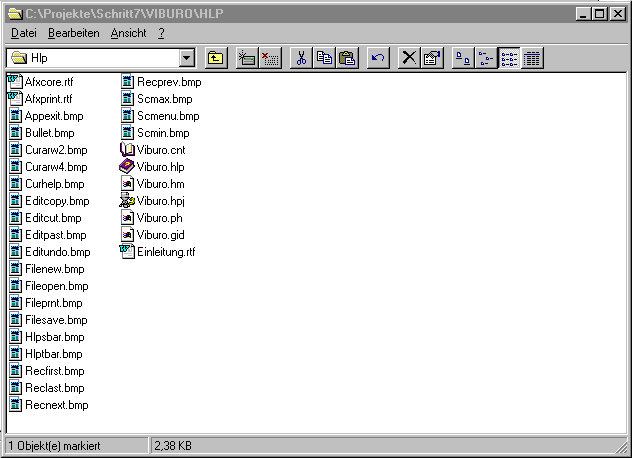 C:\Projekte\Schritt7\VIBURO\HLP
Datei Bearbeiten Ansicht ?
Hlp
Afxcore.rtf
Afxprint.rtf
Appexit.bmp
Bullet.bmp
Curarw2.bmp
Curarw4.bmp
Curhelp.bmp
Editcopy.bmp
Editcut.bmp
Editpast.bmp
Editundo.bmp
Filenew.bmp
Fileopen.bmp
Fileprnt.bmp
Filesave.bmp
Hlpsbar.bmp
Hlptbar.bmp
Recfirst.bmp
Reclast.bmp
Recnext.bmp
Recprev.bmp
Scmax.bmp
Scmenu.bmp
Scmin.bmp
Viburo.cnt
Viburo.hlp
Viburo.hm
Viburo.hpj
Viburo.ph
Viburo.gid
Einleitung.rtf
1 Objekt(e) markiert 2,38 KB